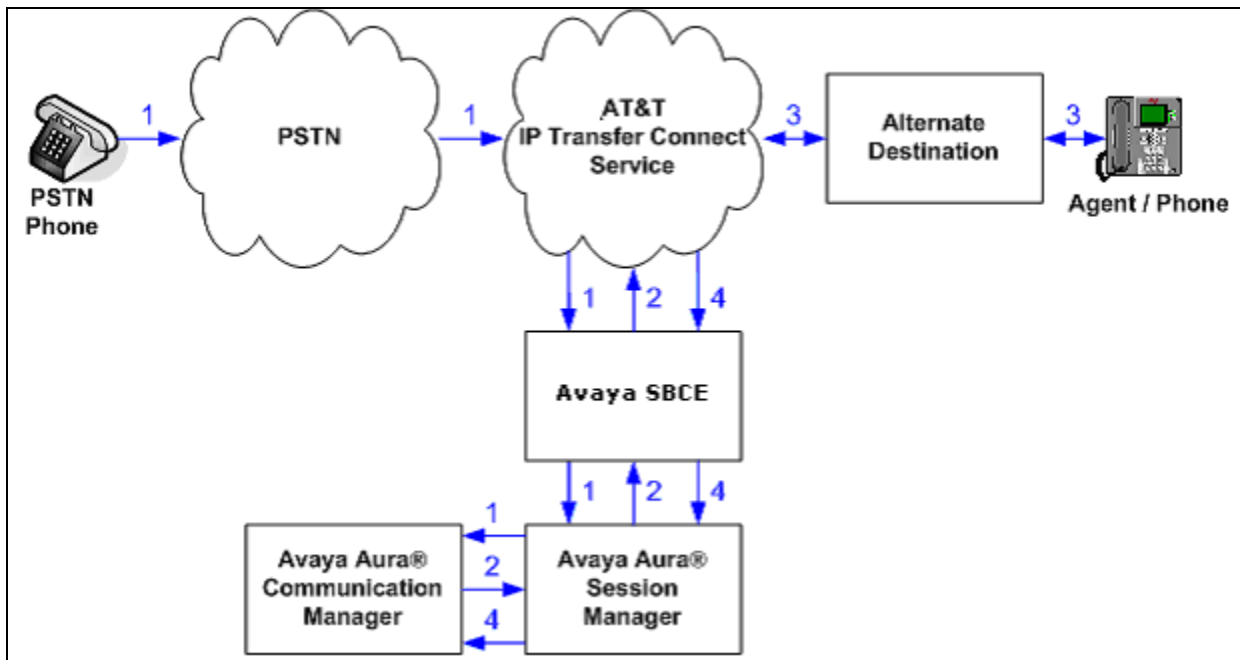 1
PSTN
1
AT&T
IP Transfer Connect
Service
3
Alternate
Destination
3
PSTN
Phone
Agent / Phone
1
2
4
Avaya SBCE
1
2
4
1
Avaya Aura®
Communication
Manager
2
4
Avaya Aura®
Session
Manager